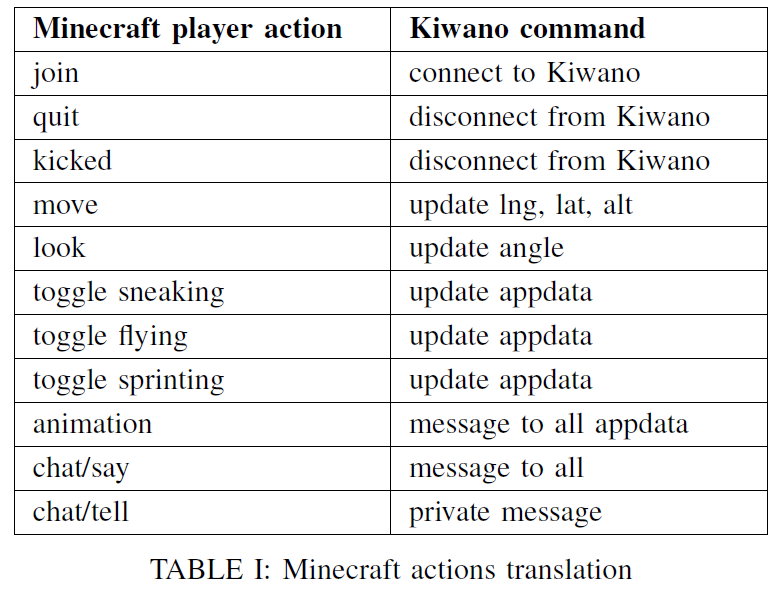 Minecraft player action Kiwano command
join connect to Kiwano
quit disconnect from Kiwano
kicked disconnect from Kiwano
move update lng, lat, alt
look update angle
toggle sneaking update appdata
toggle flying update appdata
toggle sprinting update appdata
animation message to all appdata
chat/say message to all
chat/tell private message
TABLE I: Minecraft actions translation